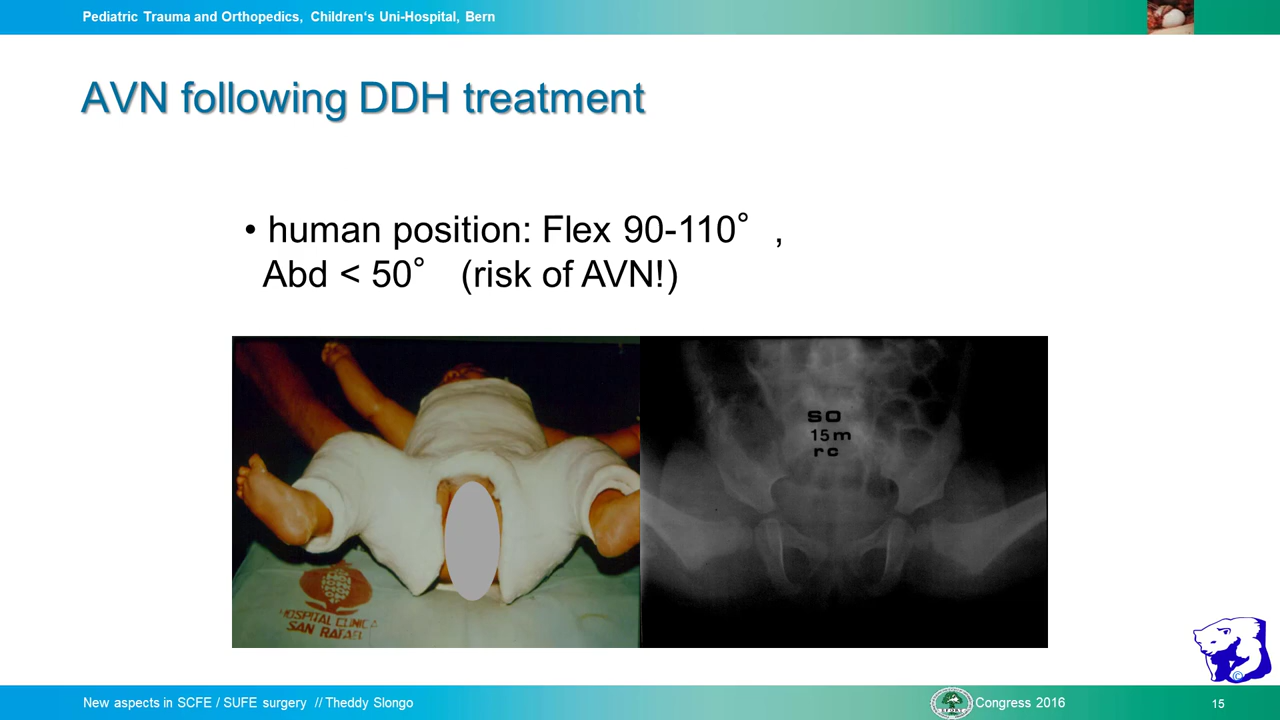 Pediatric Trauma and Orthopedics, Children‘s Uni-Hospital, Bern
AVN following DDH treatment
• human position: Flex 90-110°,
Abd < 50° (risk of AVN!)
SO
15m
rc
HOSPITAL CLINICA
SAN RAFAEL
©
New aspects in SCFE / SUFE surgery // Theddy Slongo
EFORT
Congress 2016
15